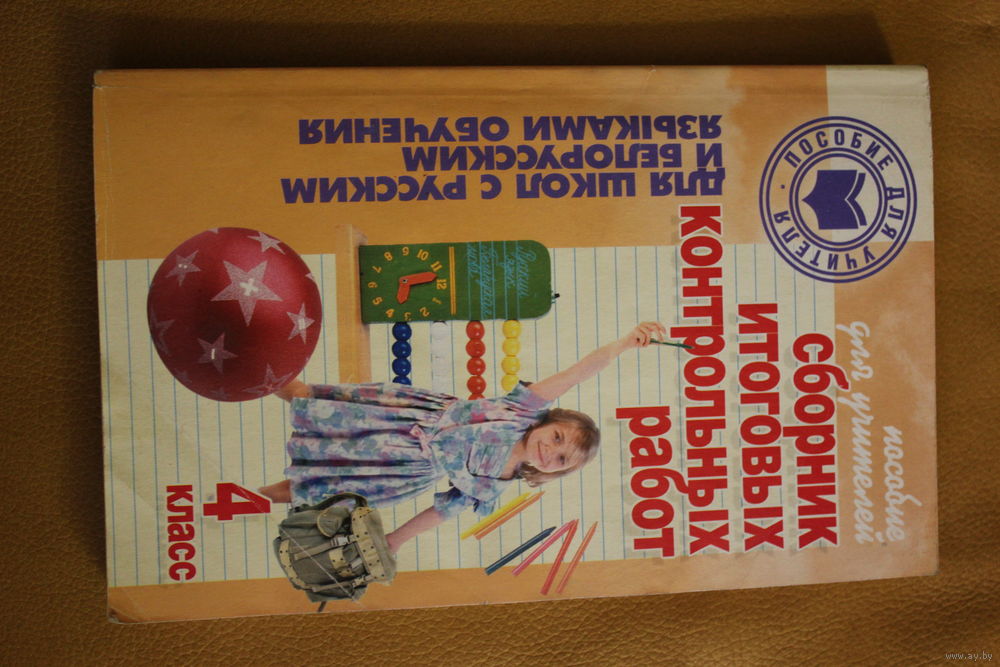 пособие
для учителей
сборник
итоговых
контрольных
работ
ПОСОБИЕ ДЛЯ УЧИТЕЛЯ
ДЛЯ ШКОЛ С РУССКИМ
И БЕЛОРУССКИМ
ЯЗЫКАМИ ОБУЧЕНИЯ
4
класс
www.ay.by